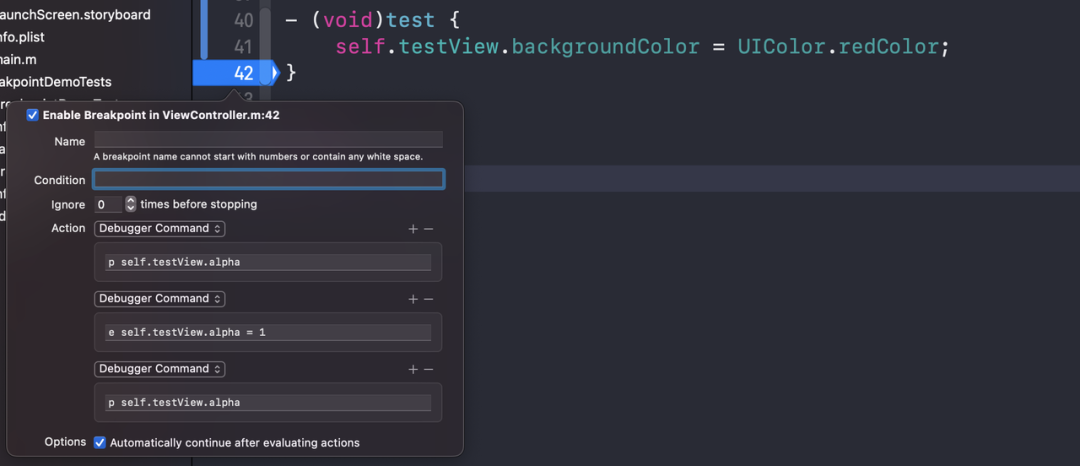 aunchScreen.storyboard
nfo.plist
nain.m
akpointDemoTests
40 - (void)test {
41 self.testView.backgroundColor = UIColor.redColor;
42 }
Enable Breakpoint in ViewController.m:42
Name
A breakpoint name cannot start with numbers or contain any white space.
Condition
Ignore 0 times before stopping
Action Debugger Command
p self.testView.alpha
Debugger Command
e self.testView.alpha = 1
Debugger Command
p self.testView.alpha
Options Automatically continue after evaluating actions